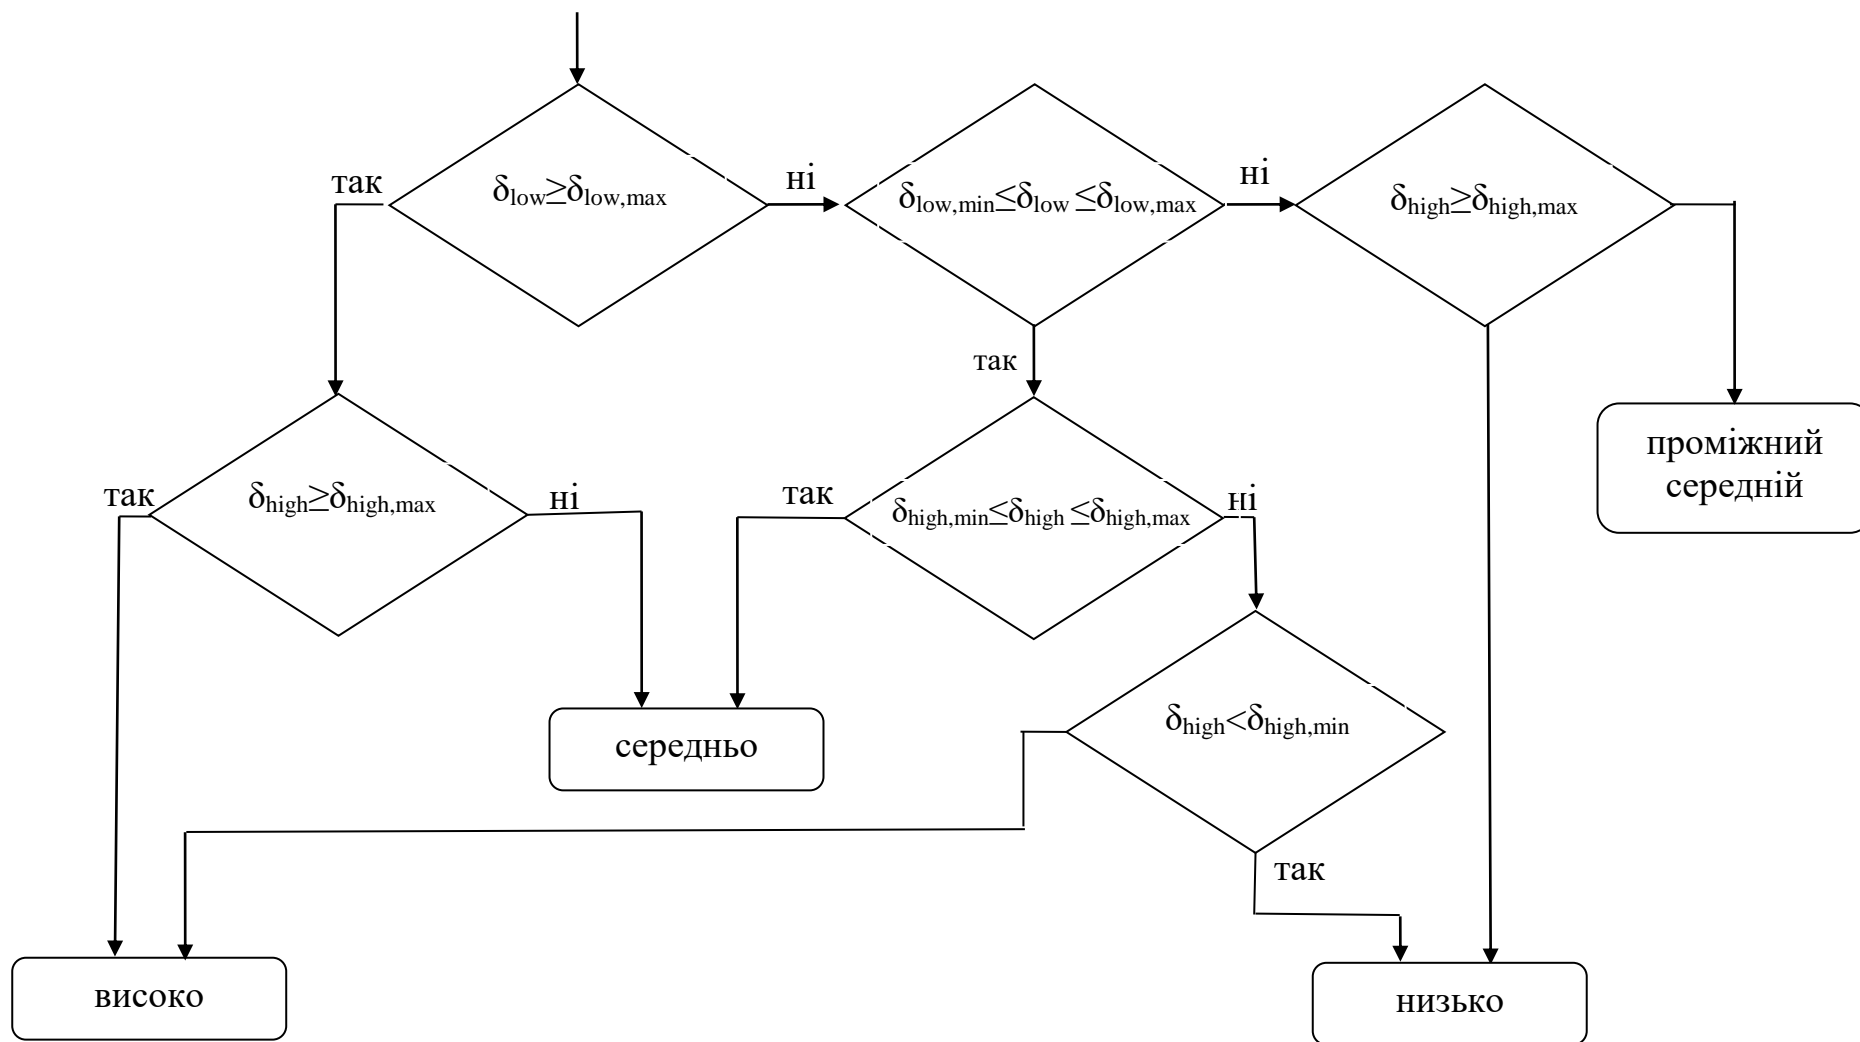 так
δlow≥δlow,max
ні
δlow,min≤δlow ≤δlow,max
ні
δhigh≥δhigh,max
так
так
δhigh≥δhigh,max
ні
так
δhigh,min≤δhigh ≤δhigh,max
ні
проміжний
середній
середньо
δhigh<δhigh,min
так
високо
низько